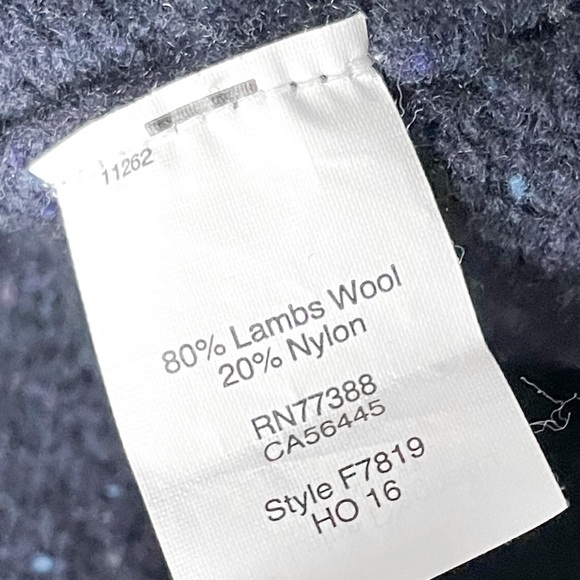 11262
80% Lambs Wool
20% Nylon
RN77388
CA56445
Style F7819
HO 16